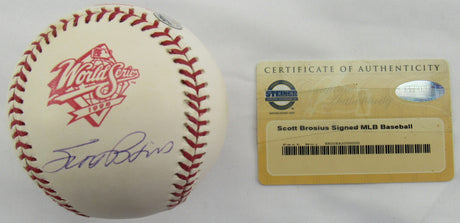 World Series
1998
Scott Brosius
CERTIFICATE OF AUTHENTICITY
STEINER
Scott Brosius Signed MLB Baseball